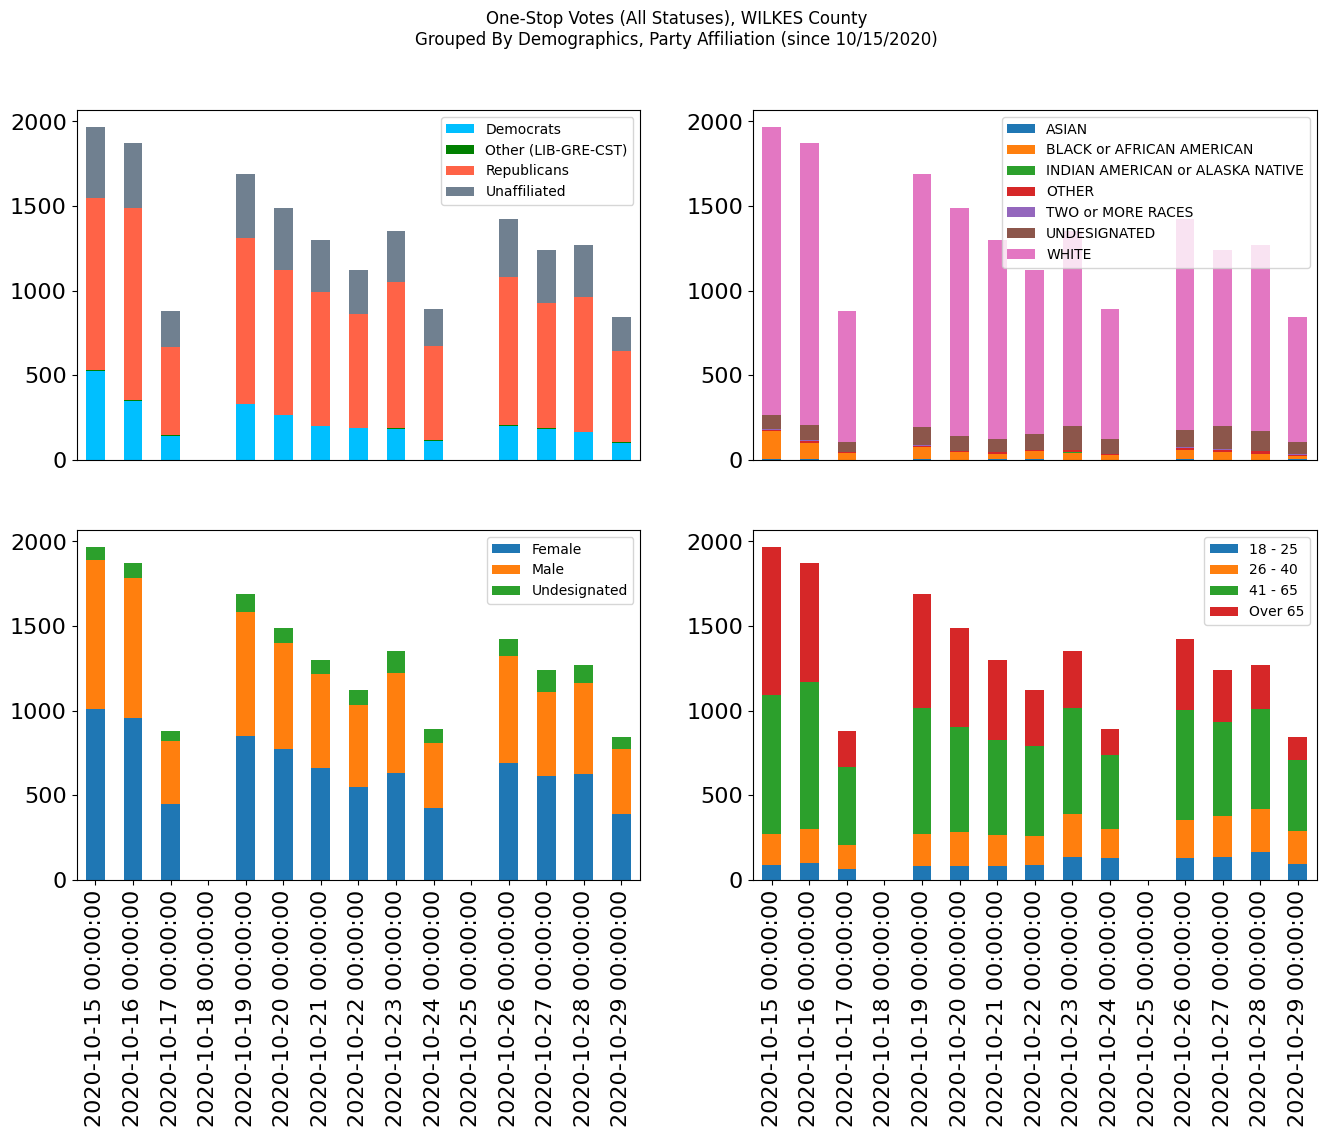 One-Stop Votes (All Statuses), WILKES County
Grouped By Demographics, Party Affiliation (since 10/15/2020)
2000
1500
1000
500
0
Democrats
Other (LIB-GRE-CST)
Republicans
Unaffiliated
2000
1500
1000
500
0
ASIAN
BLACK or AFRICAN AMERICAN
INDIAN AMERICAN or ALASKA NATIVE
OTHER
TWO or MORE RACES
UNDESIGNATED
WHITE
2000
1500
1000
500
0
Female
Male
Undesignated
2020-10-15 00:00:00
2020-10-16 00:00:00
2020-10-17 00:00:00
2020-10-18 00:00:00
2020-10-19 00:00:00
2020-10-20 00:00:00
2020-10-21 00:00:00
2020-10-22 00:00:00
2020-10-23 00:00:00
2020-10-24 00:00:00
2020-10-25 00:00:00
2020-10-26 00:00:00
2020-10-27 00:00:00
2020-10-28 00:00:00
2020-10-29 00:00:00
2000
1500
1000
500
0
18 - 25
26 - 40
41 - 65
Over 65
2020-10-15 00:00:00
2020-10-16 00:00:00
2020-10-17 00:00:00
2020-10-18 00:00:00
2020-10-19 00:00:00
2020-10-20 00:00:00
2020-10-21 00:00:00
2020-10-22 00:00:00
2020-10-23 00:00:00
2020-10-24 00:00:00
2020-10-25 00:00:00
2020-10-26 00:00:00
2020-10-27 00:00:00
2020-10-28 00:00:00
2020-10-29 00:00:00